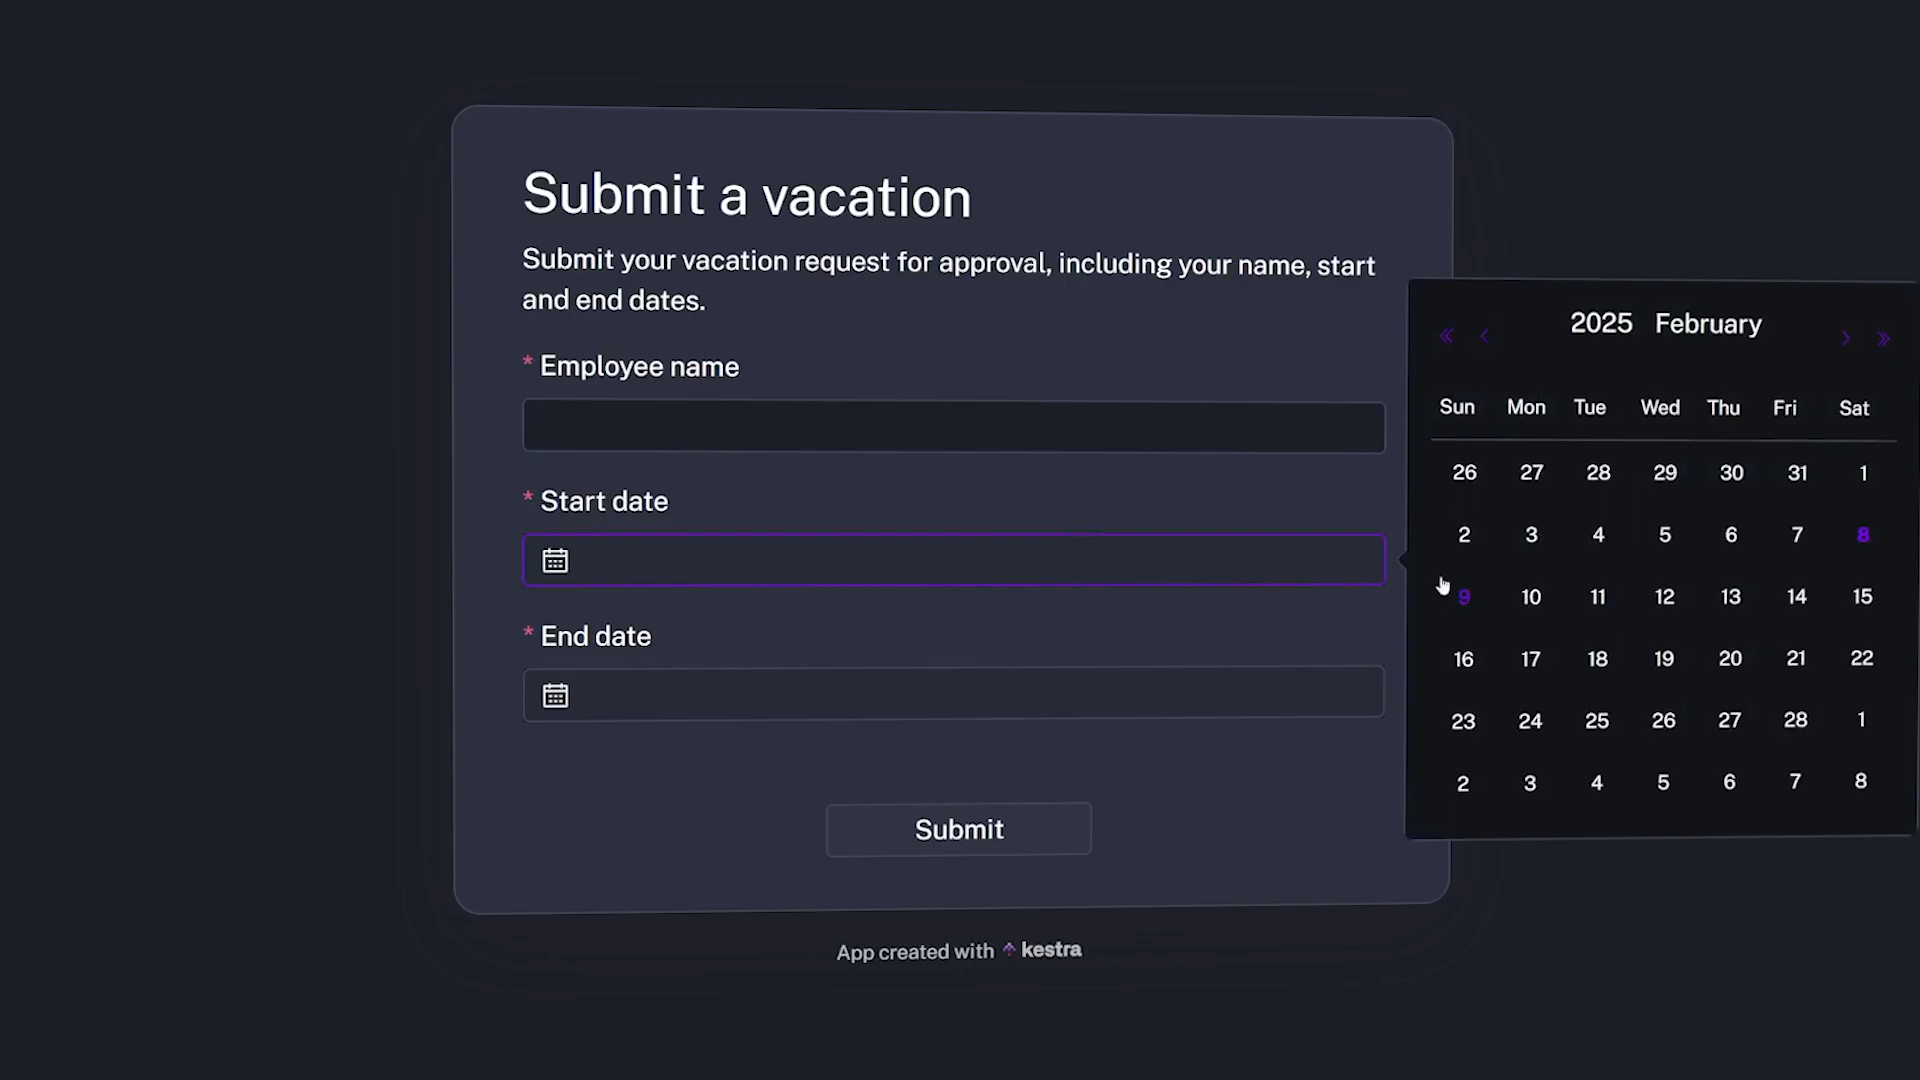 Submit a vacation
Submit your vacation request for approval, including your name, start
and end dates.
* Employee name
* Start date
* End date
Submit
App created with kestra
2025 February
Sun Mon Tue Wed Thu Fri Sat
26 27 28 29 30 31 1
2 3 4 5 6 7 8
9 10 11 12 13 14 15
16 17 18 19 20 21 22
23 24 25 26 27 28 1
2 3 4 5 6 7 8